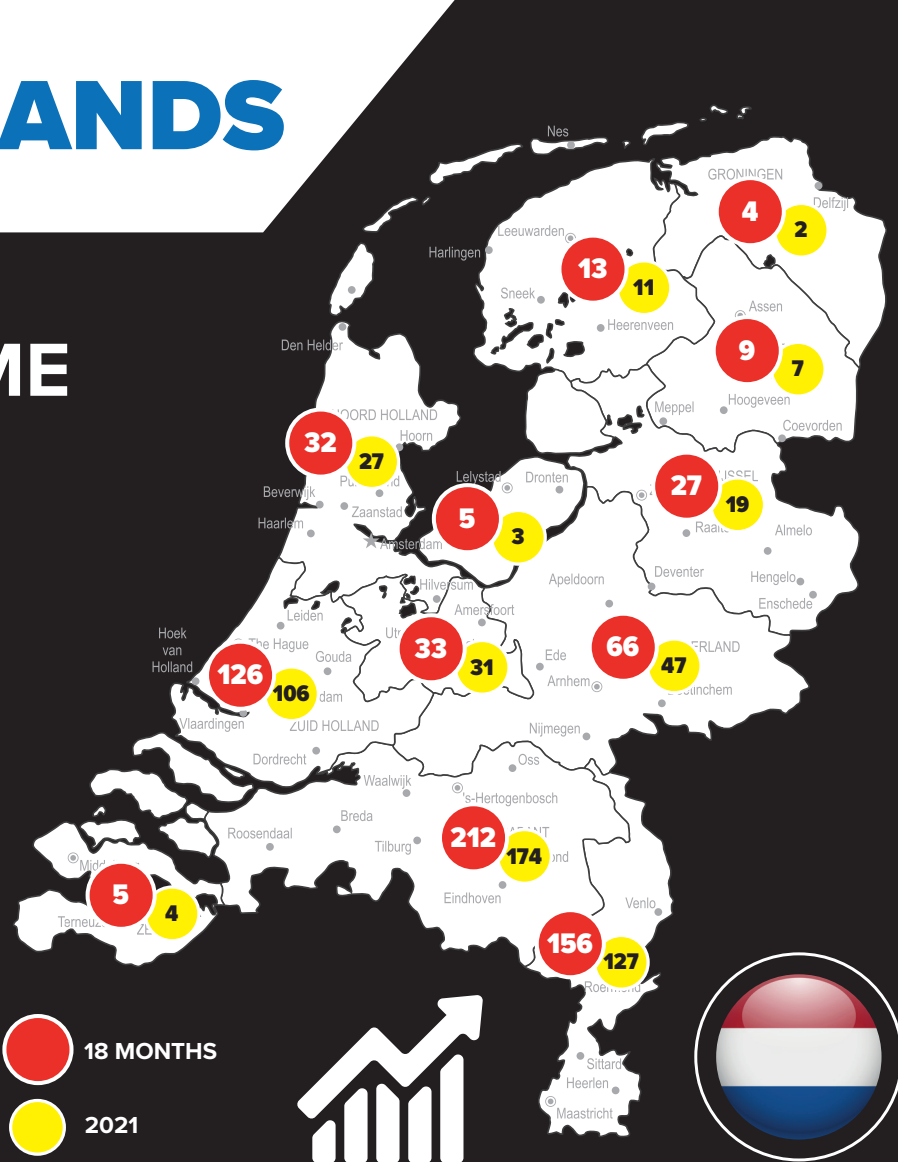 ANDS
ME
Nes
GRONINGEN
Delfzijl
4
2
Leeuwarden
Harlingen
13
11
Sneek
Heerenveen
Assen
9
7
Den Helder
Hoogeveen
Meppel
Coevorden
NOORD HOLLAND
Hoorn
32
27
Lelystad
Dronten
Beverwijk
Zaanstad
27
19
Haarlem
5
3
Almelo
Amsterdam
Apeldoorn
Deventer
Hengelo
Enschede
Hilversum
Amersfoort
Leiden
Hoek
van
Holland
The Hague
Gouda
33
31
Ede
Arnhem
66
47
126
106
dam
Vlaardingen
ZUID HOLLAND
Nijmegen
Dordrecht
Oss
Waalwijk
's-Hertogenbosch
Breda
Roosendaal
Tilburg
212
174
Eindhoven
Venlo
5
4
156
127
Roermond
18 MONTHS
2021
Sittard
Heerlen
Maastricht